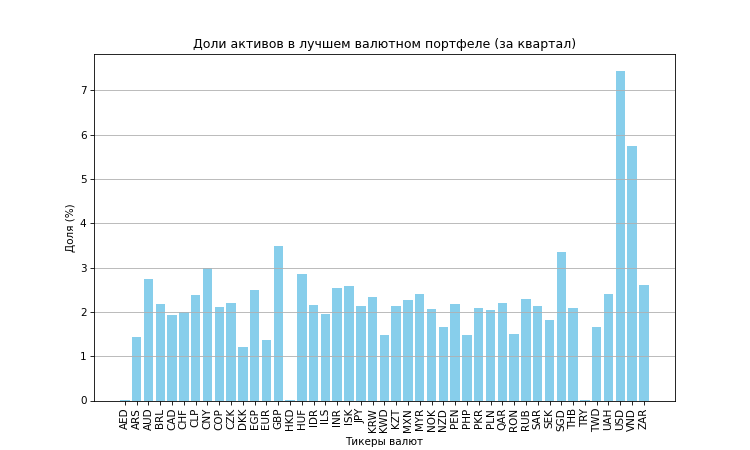 Доли активов в лучшем валютном портфеле (за квартал)
Доля (%)
7
6
5
4
3
2
1
0
AED ARS AUD BRL CAD CHF CLP CNY COP CZK DKK EGP EUR GBP HKD HUF IDR ILS INR ISK JPY KRW KWD KZT MXN MYR NOK NZD PEN PHP PKR PLN QAR RON RUB SAR SEK SGD THB TRY TWD UAH USD VND ZAR
Тикеры валют